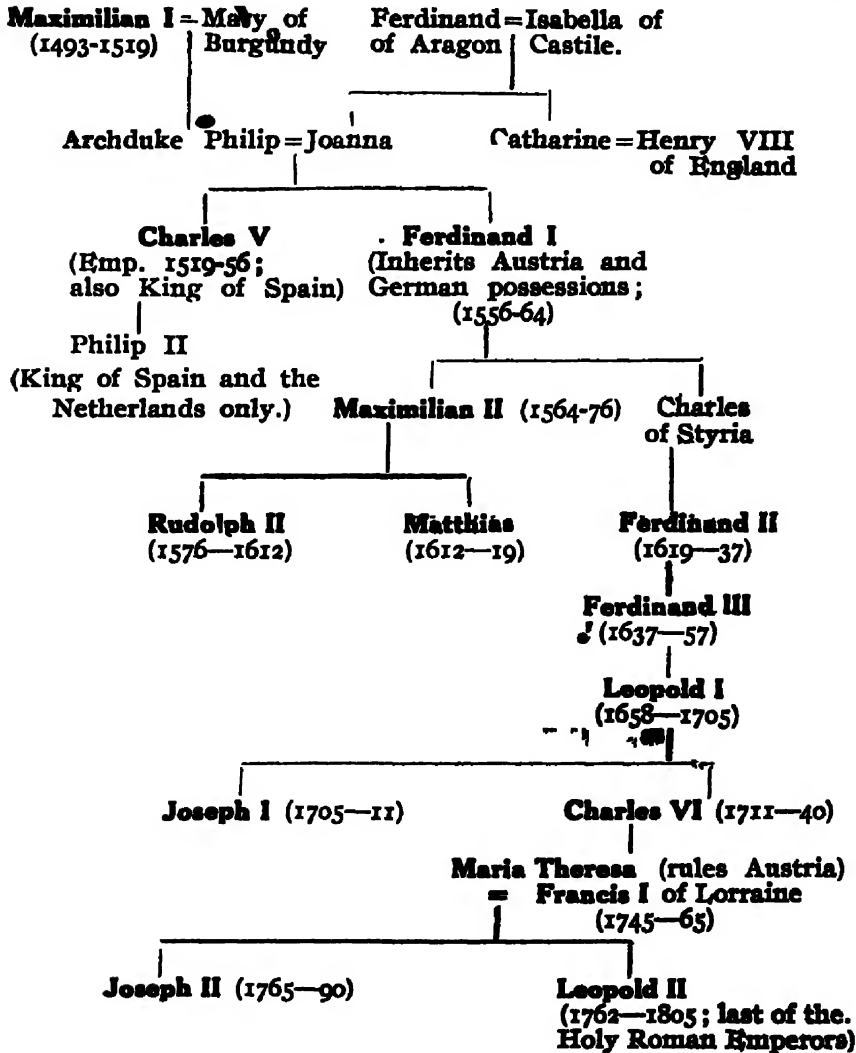 Maximilian I = Mary of Ferdinand = Isabella of
(1493-1519) Burgundy of Aragon Castile.
Archduke Philip = Joanna Catharine = Henry VIII
of England
Charles V Ferdinand I
(Emp. 1519-56; (Inherits Austria and
also King of Spain) German possessions;
(1556-64)
Philip II
(King of Spain and the
Netherlands only.) Maximilian II (1564-76) Charles
of Styria
Rudolph II Matthias Ferdinand II
(1576—1612) (1612—19) (1619—37)
Ferdinand III
(1637—57)
Leopold I
(1658—1705)
Joseph I (1705—11) Charles VI (1711—40)
Maria Theresa (rules Austria)
= Francis I of Lorraine
(1745—65)
Joseph II (1765—90) Leopold II
(1762—1805; last of the.
Holy Roman Emperors)